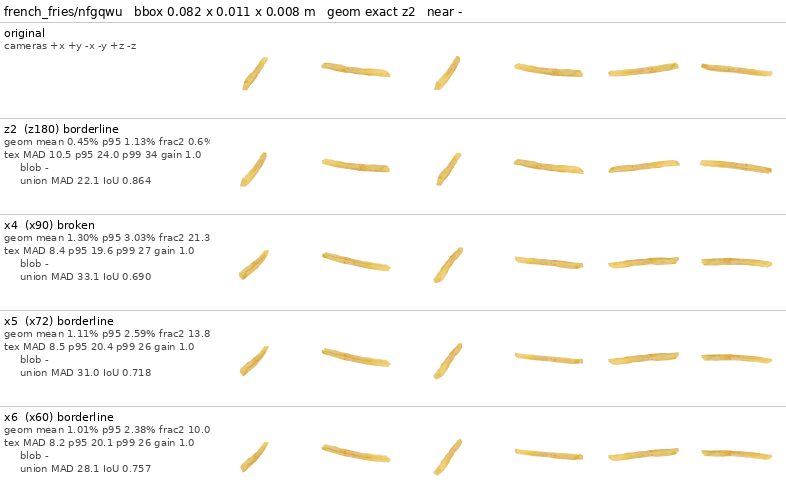 french_fries/nfgqwu bbox 0.082 x 0.011 x 0.008 m geom exact z2 near -
original
cameras +x +y -x -y +z -z
z2 (z180) borderline
geom mean 0.45% p95 1.13% frac2 0.6%
tex MAD 10.5 p95 24.0 p99 34 gain 1.0
blob -
union MAD 22.1 IoU 0.864
x4 (x90) broken
geom mean 1.30% p95 3.03% frac2 21.3
tex MAD 8.4 p95 19.6 p99 27 gain 1.0
blob -
union MAD 33.1 IoU 0.690
x5 (x72) borderline
geom mean 1.11% p95 2.59% frac2 13.8
tex MAD 8.5 p95 20.4 p99 26 gain 1.0
blob -
union MAD 31.0 IoU 0.718
x6 (x60) borderline
geom mean 1.01% p95 2.38% frac2 10.0
tex MAD 8.2 p95 20.1 p99 26 gain 1.0
blob -
union MAD 28.1 IoU 0.757